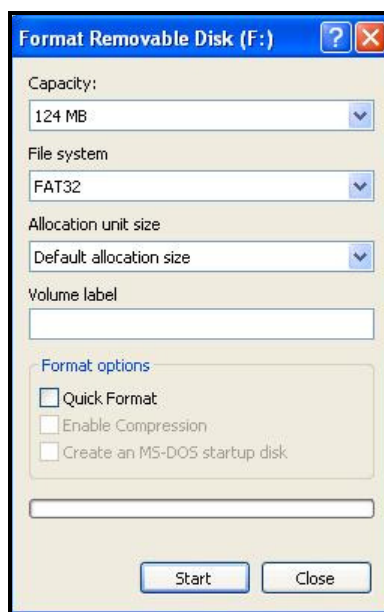 Format Removable Disk (F:)
Capacity:
124 MB
File system
FAT32
Allocation unit size
Default allocation size
Volume label
Format options
Quick Format
Enable Compression
Create an MS-DOS startup disk
Start Close